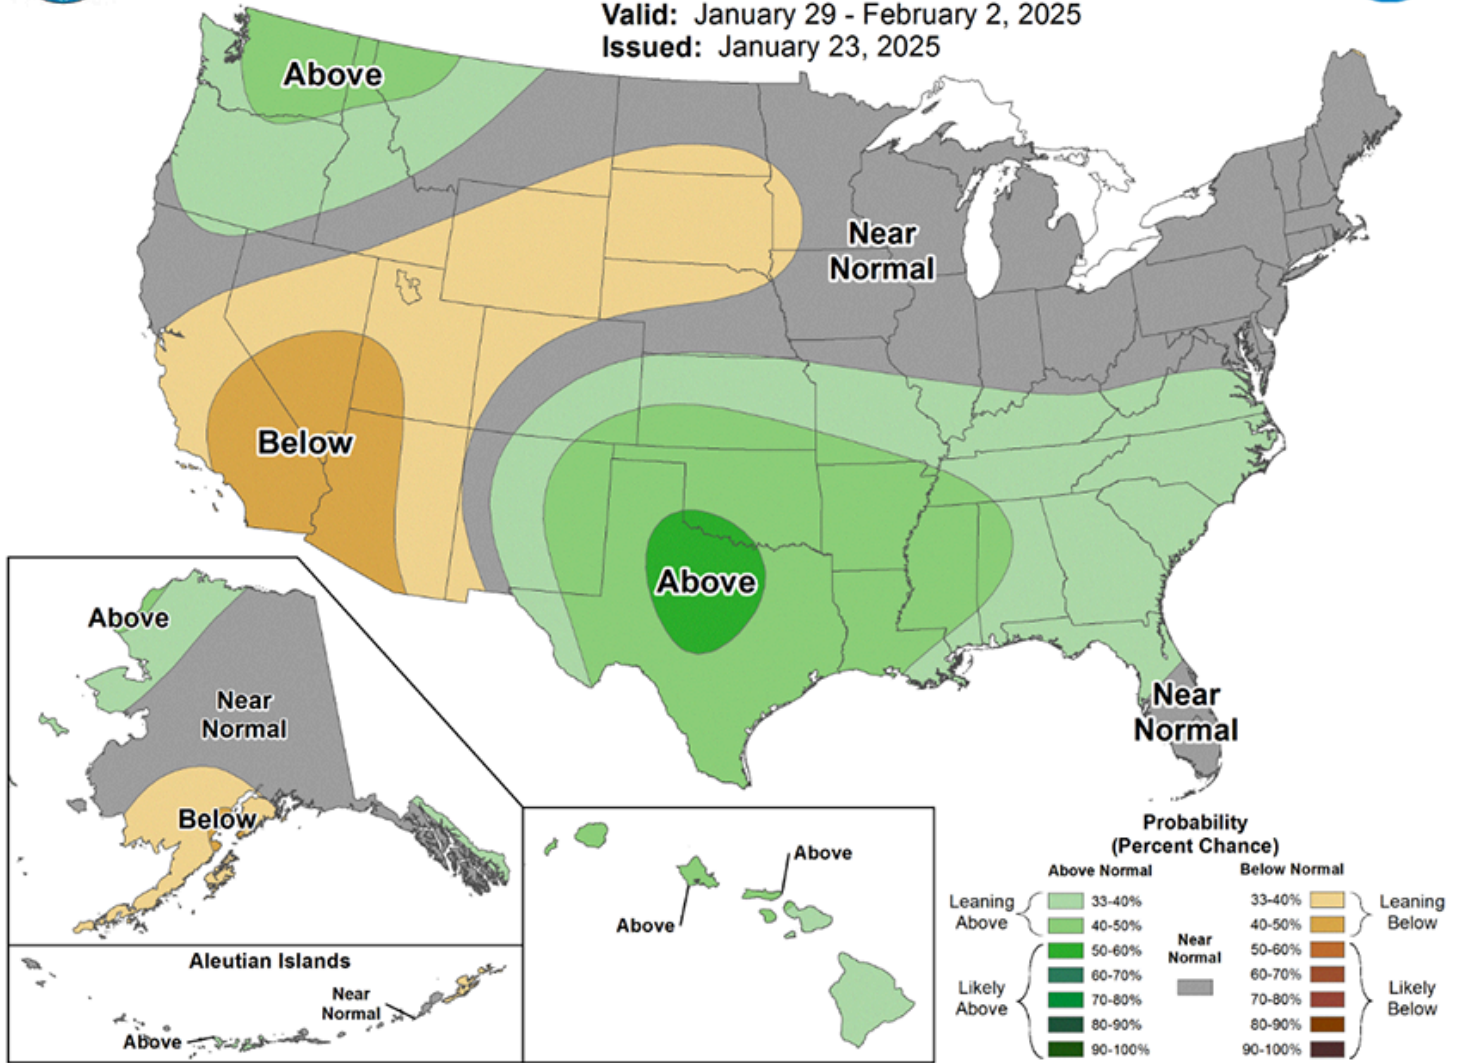 Valid: January 29 - February 2, 2025
Issued: January 23, 2025
Above
Near
Normal
Below
Above
Near
Normal
Above
Near
Normal
Below
Aleutian Islands
Near
Normal
Above
Above
Above
Probability
(Percent Chance)
Above Normal
Below Normal
Leaning
Above
33-40%
40-50%
50-60%
60-70%
70-80%
80-90%
90-100%
Likely
Above
Near
Normal
33-40%
40-50%
50-60%
60-70%
70-80%
80-90%
90-100%
Leaning
Below
Likely
Below